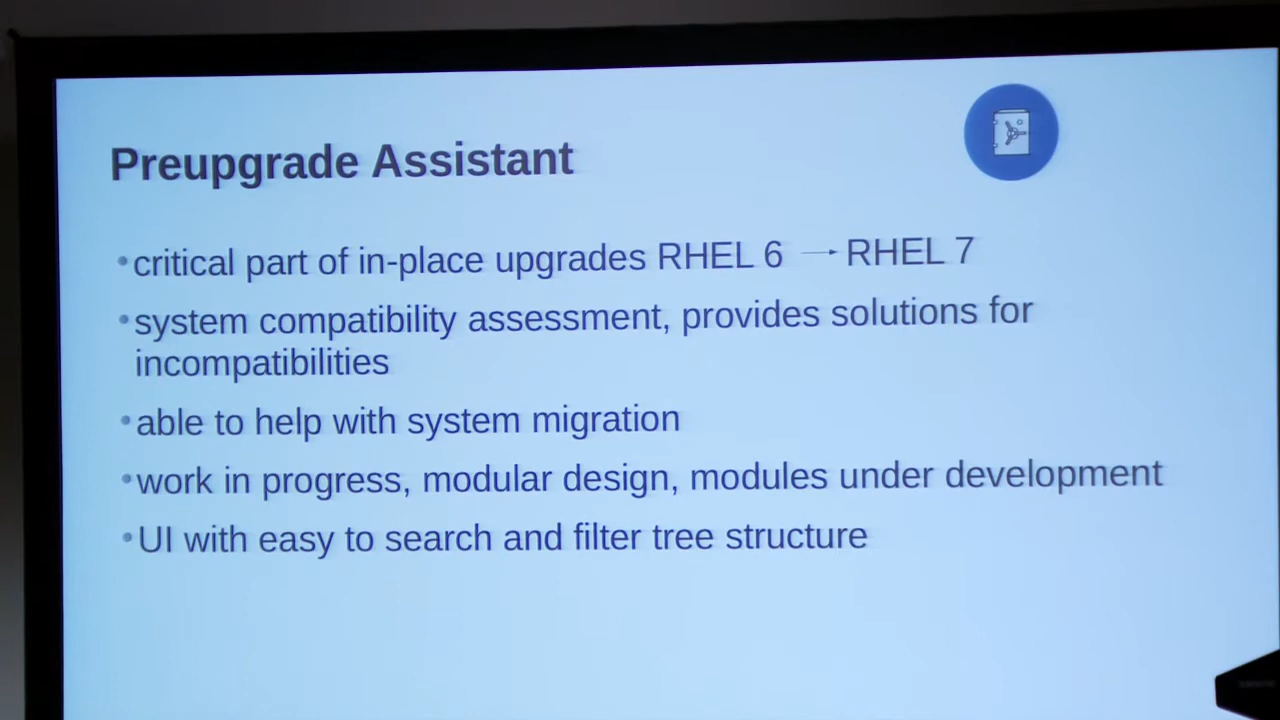 Preupgrade Assistant
•critical part of in-place upgrades RHEL 6 → RHEL 7
•system compatibility assessment, provides solutions for
incompatibilities
•able to help with system migration
•work in progress, modular design, modules under development
•UI with easy to search and filter tree structure